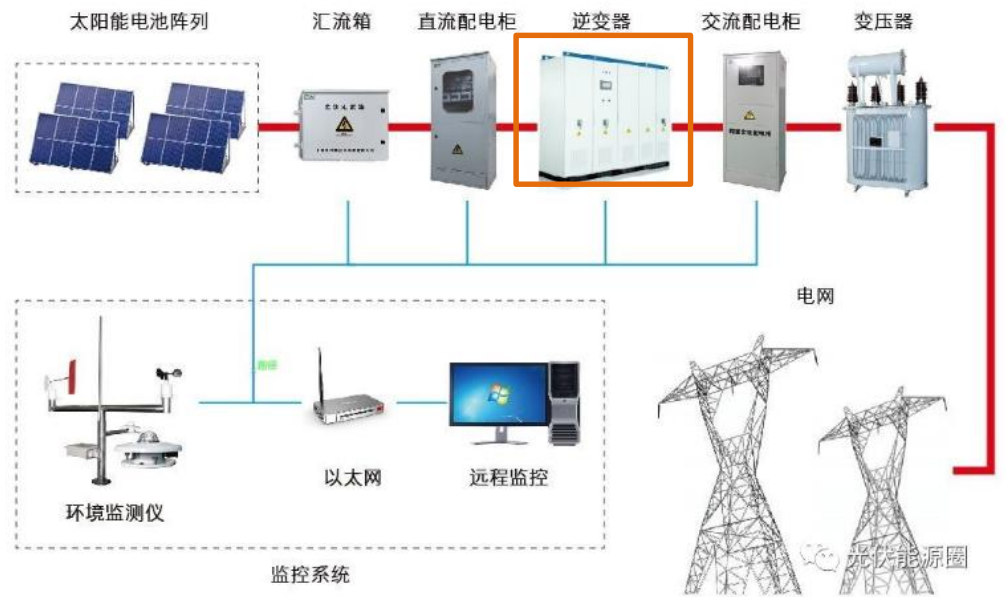 太阳能电池阵列
汇流箱
直流配电柜
逆变器
交流配电柜
变压器
电网
环境监测仪
以太网
远程监控
监控系统
光伏能源圈